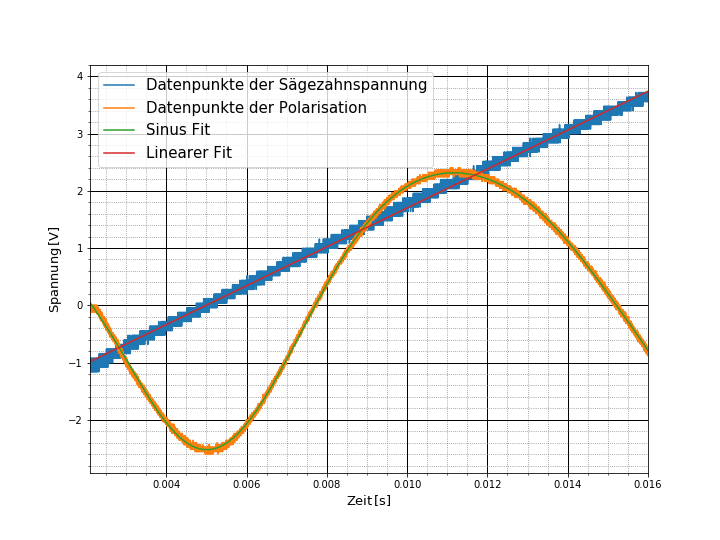 Datenpunkte der Sägezahnspannung
Datenpunkte der Polarisation
Sinus Fit
Linearer Fit
4
3
2
1
0
−1
−2
Spannung [V]
0.004 0.006 0.008 0.010 0.012 0.014 0.016
Zeit [s]